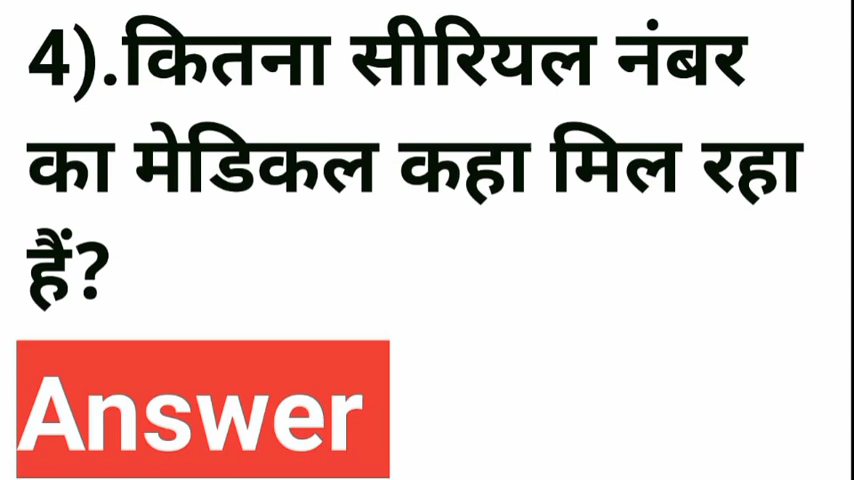 4).कितना सीरियल नंबर
का मेडिकल कहा मिल रहा
हैं?
Answer